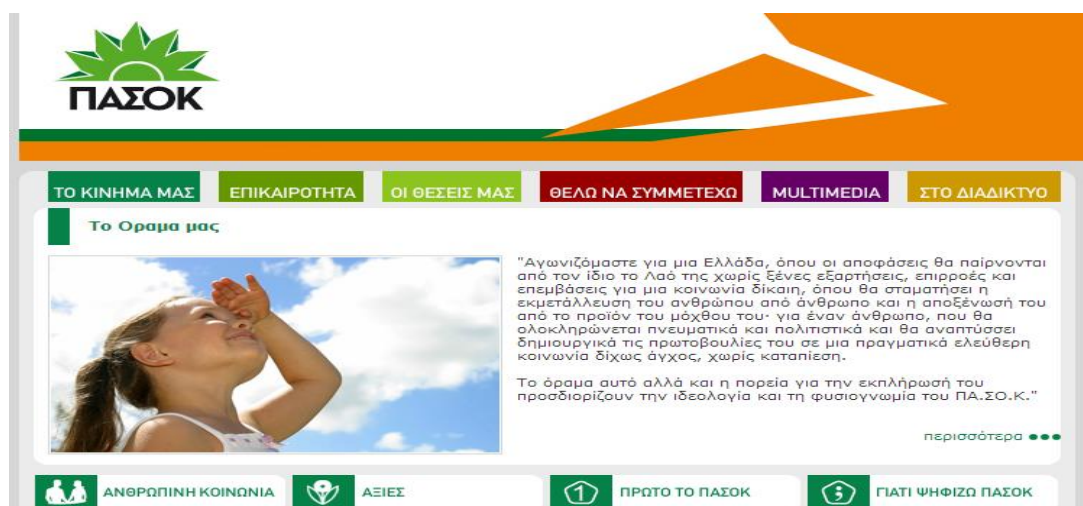 ΠΑΣΟΚ
ΤΟ ΚΙΝΗΜΑ ΜΑΣ ΕΠΙΚΑΙΡΟΤΗΤΑ ΟΙ ΘΕΣΕΙΣ ΜΑΣ ΘΕΛΩ ΝΑ ΣΥΜΜΕΤΕΧΩ MULTIMEDIA ΣΤΟ ΔΙΑΔΙΚΤΥΟ
Το Οραμα μας
"Αγωνιζόμαστε για μια Ελλάδα, όπου οι αποφάσεις θα παίρνονται
από τον ίδιο το Λαό της χωρίς ξένες εξαρτήσεις, επιρροές και
επεμβάσεις για μια κοινωνία δίκαιη, όπου θα σταματήσει η
εκμετάλλευση του ανθρώπου από άνθρωπο και η αποξένωσή του
από το προϊόν του μόχθου του· για έναν άνθρωπο, που θα
ολοκληρώνεται πνευματικά και πολιτιστικά και θα αναπτύσσει
δημιουργικά τις πρωτοβουλίες του σε μια πραγματικά ελεύθερη
κοινωνία δίχως άγχος, χωρίς καταπίεση.
Το όραμα αυτό αλλά και η πορεία για την εκπλήρωσή του
προσδιορίζουν την ιδεολογία και τη φυσιογνωμία του ΠΑ.ΣΟ.Κ."
περισσότερα
ΑΝΘΡΩΠΙΝΗ ΚΟΙΝΩΝΙΑ ΑΞΙΕΣ 1 ΠΡΩΤΟ ΤΟ ΠΑΣΟΚ ; ΓΙΑΤΙ ΨΗΦΙΖΩ ΠΑΣΟΚ